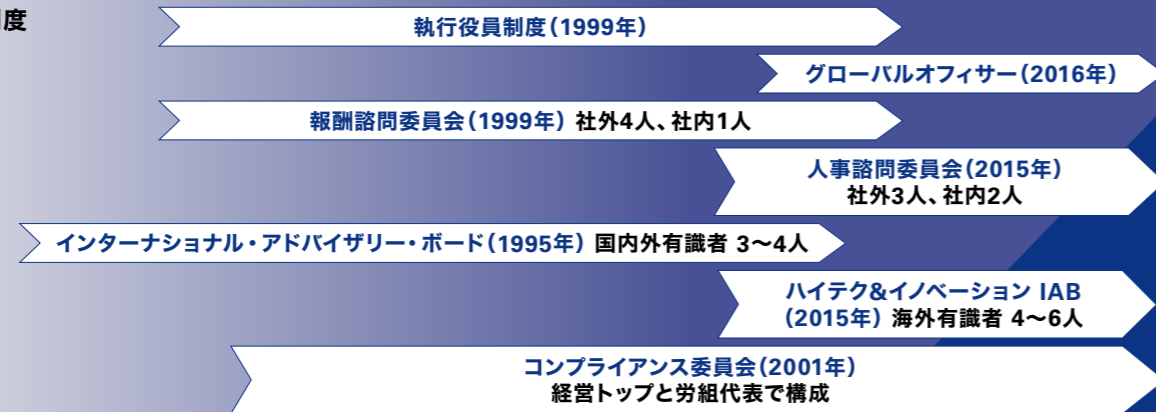 度
執行役員制度(1999年)
グローバルオフィサー(2016年)
報酬諮問委員会(1999年) 社外4人、社内1人
人事諮問委員会(2015年)
社外3人、社内2人
インターナショナル・アドバイザリー・ボード(1995年) 国内外有識者 3〜4人
ハイテク&イノベーション IAB
(2015年) 海外有識者 4〜6人
コンプライアンス委員会(2001年)
経営トップと労組代表で構成